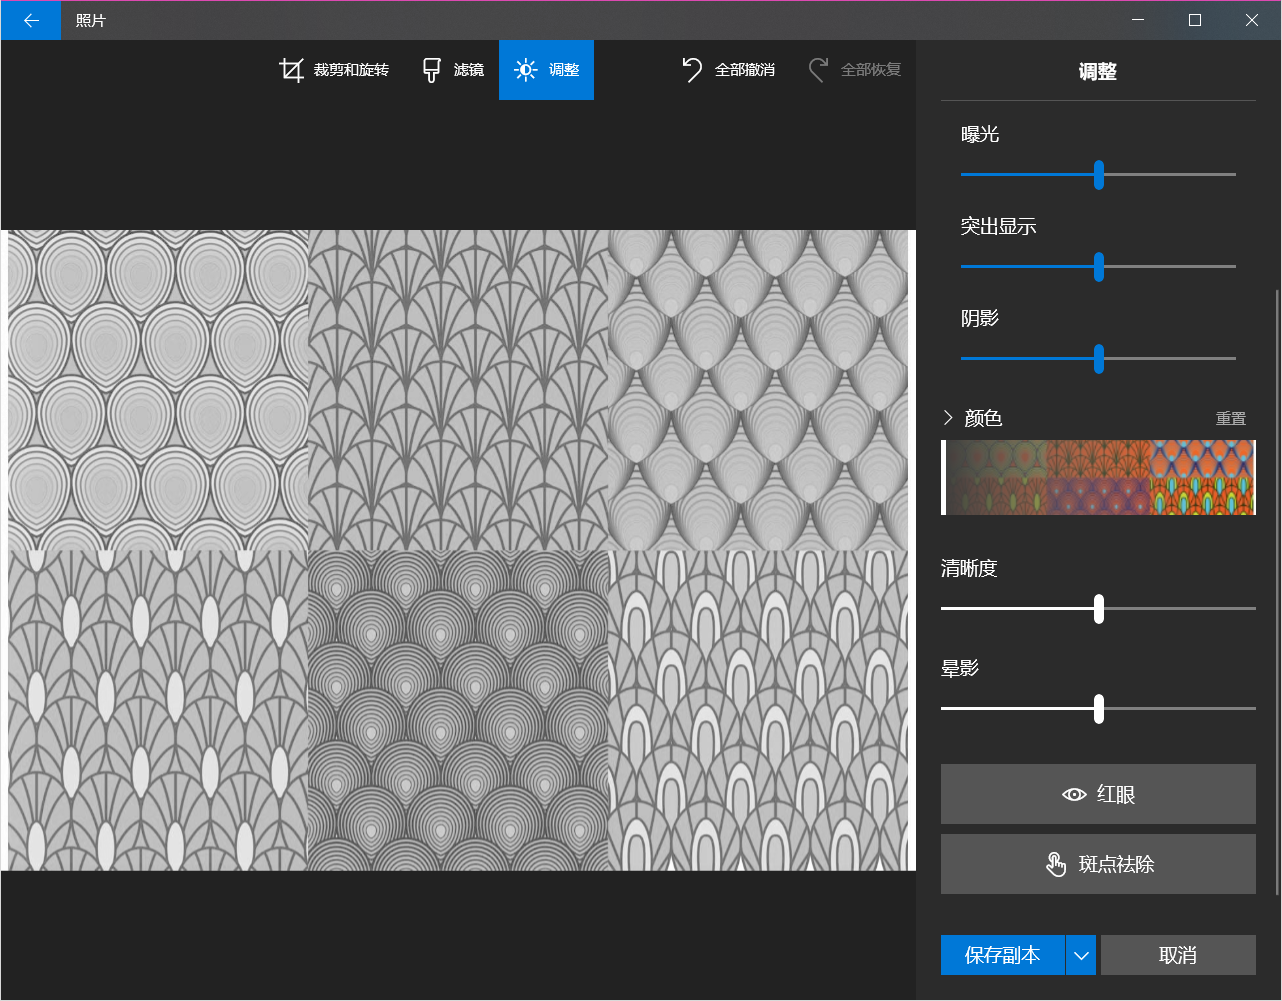 照片
裁剪和旋转
滤镜
调整
全部撤消
全部恢复
调整
曝光
突出显示
阴影
颜色
重置
清晰度
晕影
红眼
斑点祛除
保存副本
取消